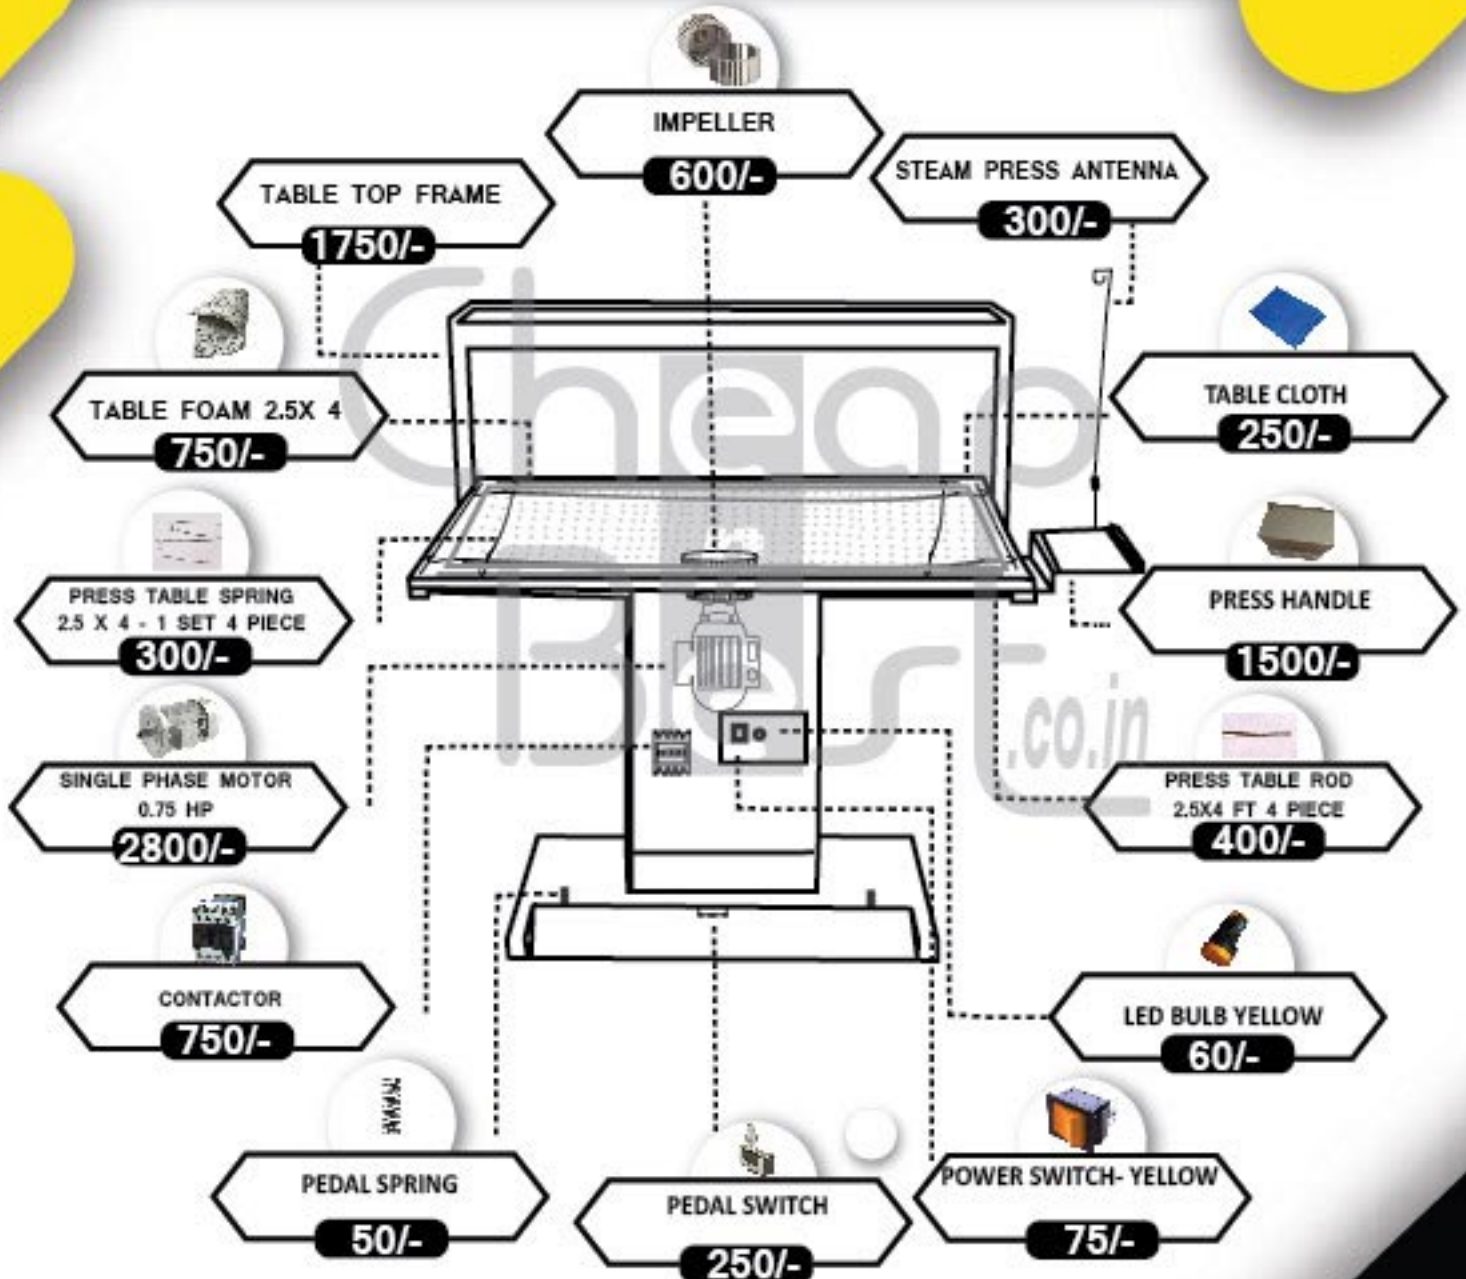 IMPELLER
600/-
STEAM PRESS ANTENNA
300/-
TABLE TOP FRAME
1750/-
TABLE FOAM 2.5X 4
750/-
TABLE CLOTH
250/-
PRESS TABLE SPRING
2.5 X 4 - 1 SET 4 PIECE
300/-
PRESS HANDLE
1500/-
SINGLE PHASE MOTOR
0.75 HP
2800/-
PRESS TABLE ROD
2.5X4 FT 4 PIECE
400/-
CONTACTOR
750/-
LED BULB YELLOW
60/-
PEDAL SPRING
50/-
PEDAL SWITCH
250/-
POWER SWITCH- YELLOW
75/-
Cheap
Best
.co.in